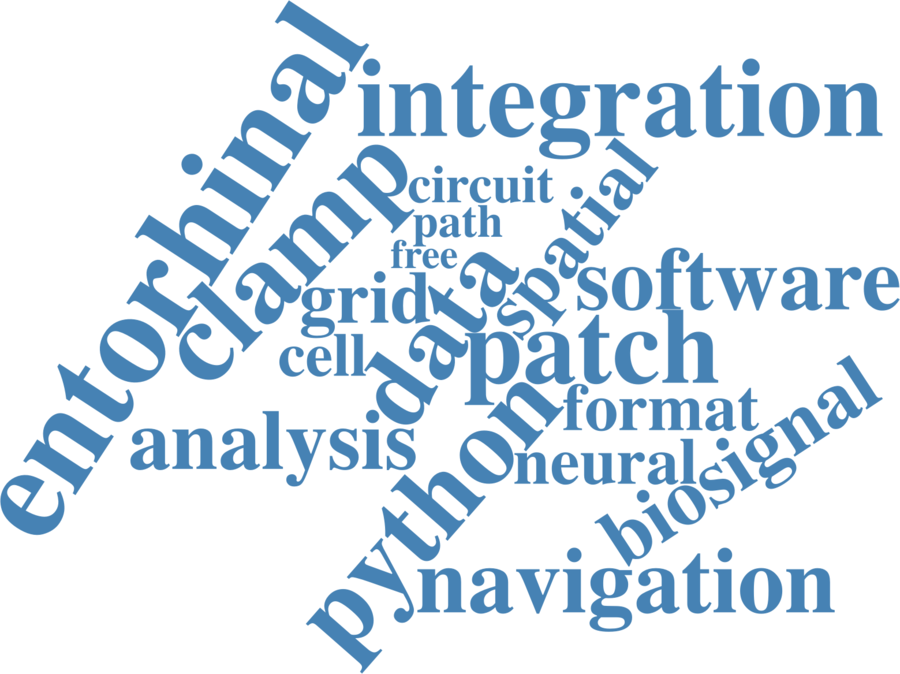 entorhinal
integration
clamp
circuit
path
spatial
free
data
grid
software
cell
patch
python
format
analysis
neural
biosignal
navigation